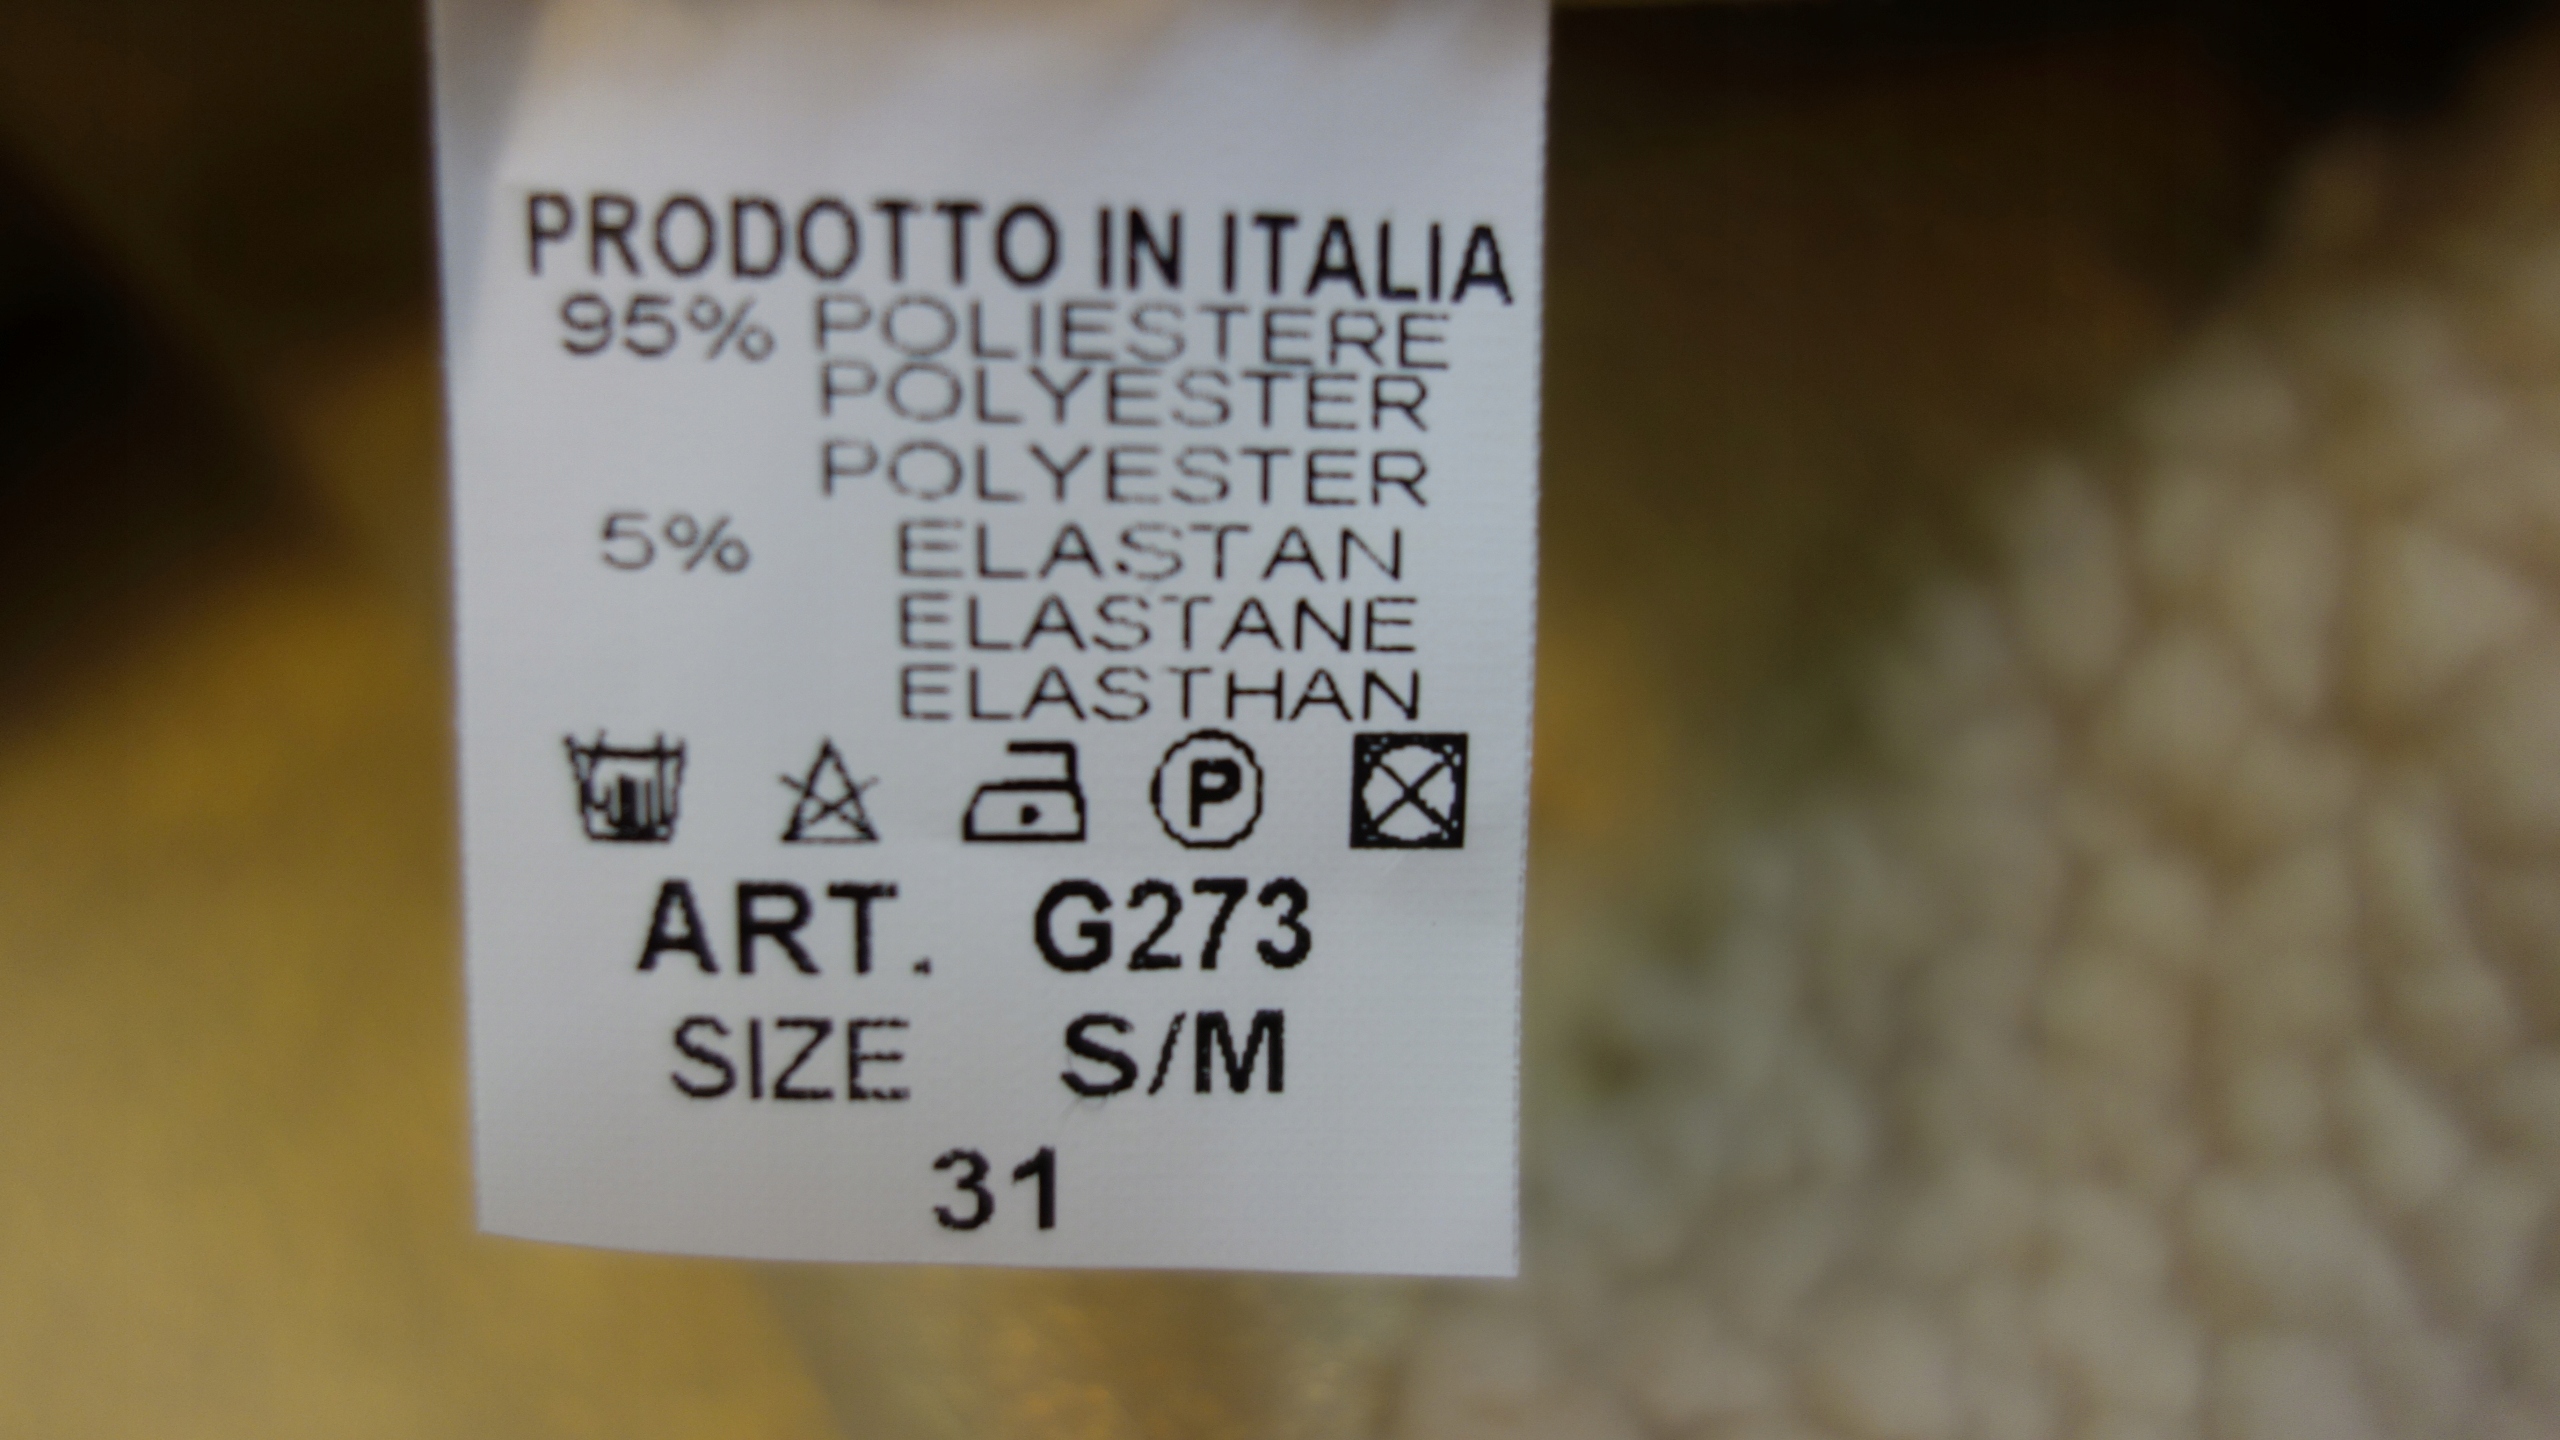 PRODOTTO IN ITALIA
95% POLIESTERE
POLYESTER
POLYESTER
5% ELASTAN
ELASTANE
ELASTHAN
P
ART. G273
SIZE S/M
31